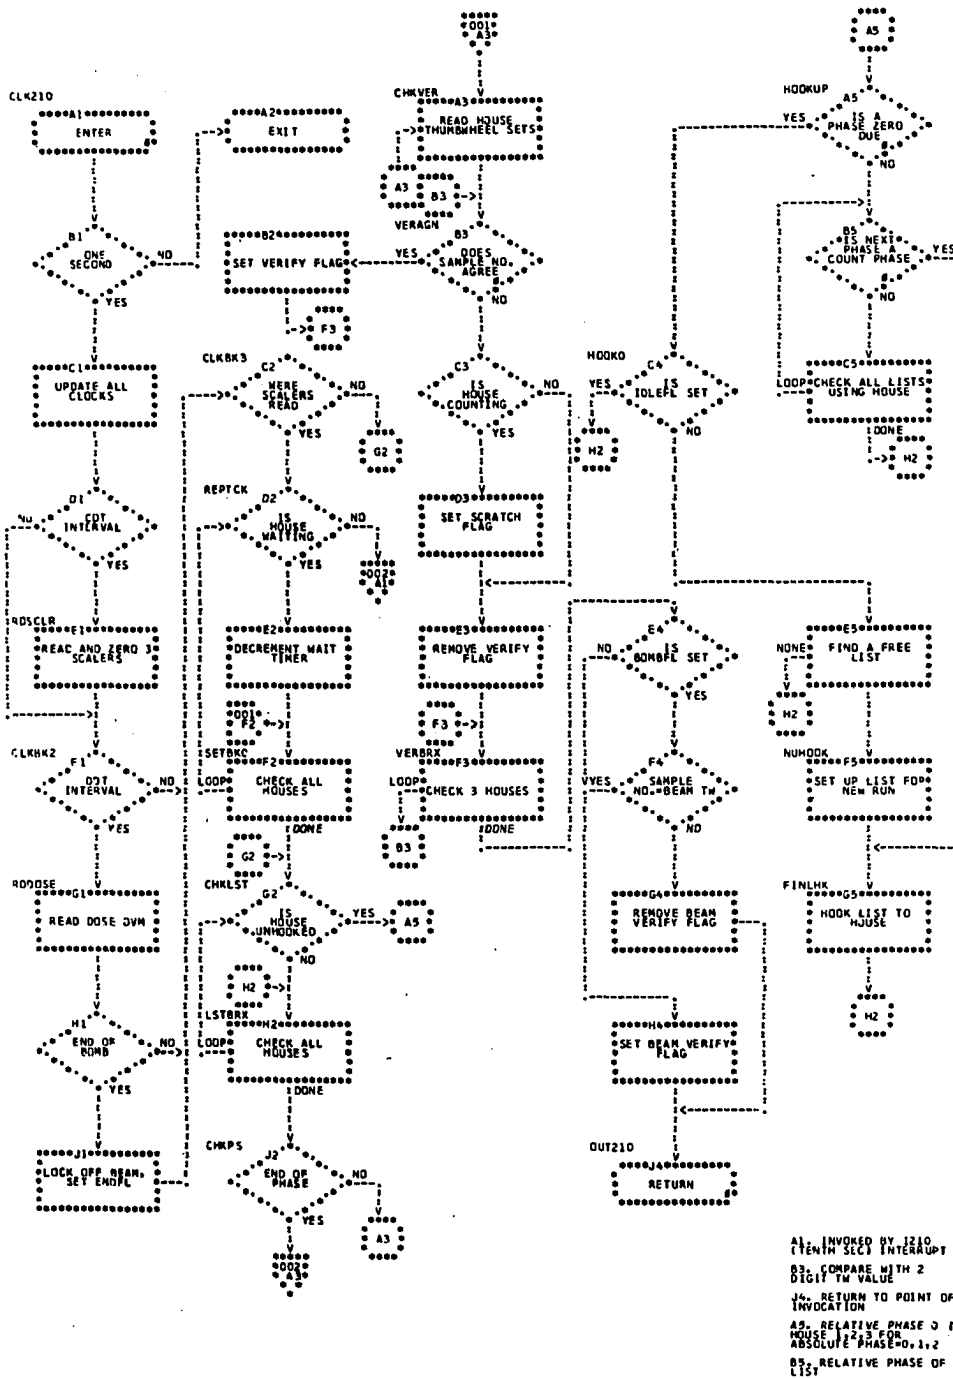 CLK210
A1
ENTER
B1
ONE
SECOND
NO
YES
C1
UPDATE ALL
CLOCKS
D1
CDT
INTERVAL
NO
YES
RDSCLR
E1
READ AND ZERO 3
SCALERS
CLKBK2
F1
DDT
INTERVAL
NO
YES
RDDOSE
G1
READ DOSE DVM
H1
END OF
BOMB
NO
YES
J1
LOCK OFF BEAM,
SET ENDFL
A2
EXIT
B2
SET VERIFY FLAG
F3
CLKBK3
C2
WERE
SCALERS
READ
NO
YES
G2
REPTCK
D2
IS
HOUSE
WAITING
NO
YES
002
A1
E2
DECREMENT WAIT
TIMER
001
F2
SETBKC
F2
LOOP
CHECK ALL
HOUSES
DONE
G2
CHKLST
G2
IS
HOUSE
UNHOOKED
YES
NO
A5
H2
LSTBRX
H2
LOOP
CHECK ALL
HOUSES
DONE
CHKPS
J2
END OF
PHASE
NO
YES
A3
002
A3
001
A3
CHKVER
A3
READ HOUSE
THUMBWHEEL SETS
A3
B3
VERAGN
B3
DOES
SAMPLE NO.
AGREE
YES
NO
C3
IS
HOUSE
COUNTING
NO
YES
D3
SET SCRATCH
FLAG
E3
REMOVE VERIFY
FLAG
F3
VERBRX
F3
LOOP
CHECK 3 HOUSES
DONE
B3
HOOKO
C4
IS
IDLEFL SET
YES
NO
H2
E4
IS
BOMBFL SET
NO
YES
F4
SAMPLE
NO.=BEAM TW
YES
NO
G4
REMOVE BEAM
VERIFY FLAG
H4
SET BEAM VERIFY
FLAG
OUT210
J4
RETURN
A5
HOOKUP
A5
IS A
PHASE ZERO
DUE
YES
NO
B5
IS NEXT
PHASE A
COUNT PHASE
YES
NO
C5
LOOP
CHECK ALL LISTS
USING HOUSE
DONE
H2
E5
NONE
FIND A FREE
LIST
H2
NUHOOK
F5
SET UP LIST FOR
NEW RUN
FINLHK
G5
HOOK LIST TO
HOUSE
H2
A1. INVOKED BY I210
(TENTH SEC) INTERRUPT
B3. COMPARE WITH 2
DIGIT TW VALUE
J4. RETURN TO POINT OF
INVOCATION
A5. RELATIVE PHASE 0
HOUSE 1,2,3 FOR
ABSOLUTE PHASE=0,1,2
B5. RELATIVE PHASE OF
LIST